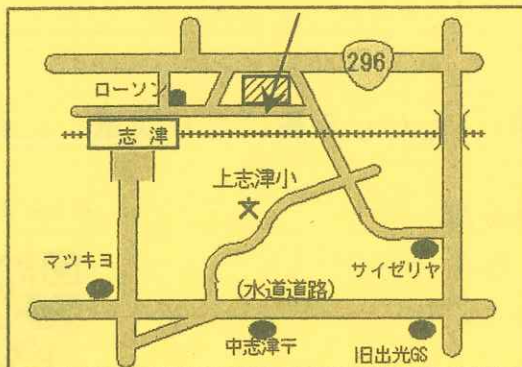 296
ローソン
志津
上志津小
マツキヨ
サイゼリヤ
(水道道路)
中志津〒
旧出光GS